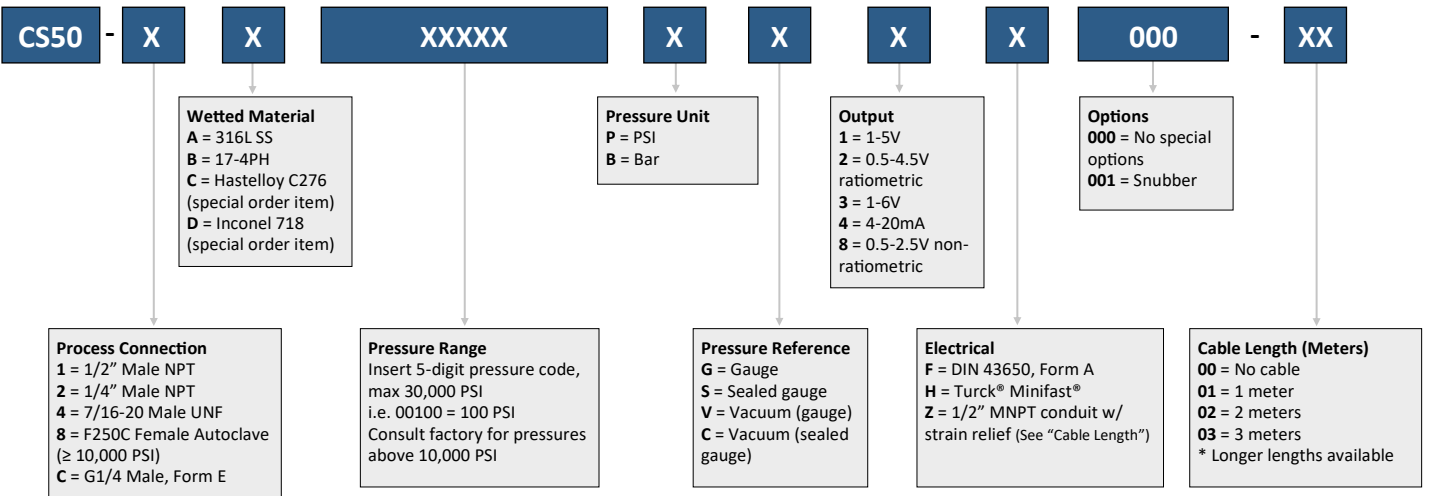 CS50 - X X XXXXX X X X X 000 - XX
Wetted Material
A = 316L SS
B = 17-4PH
C = Hastelloy C276
(special order item)
D = Inconel 718
(special order item)
Pressure Unit
P = PSI
B = Bar
Output
1 = 1-5V
2 = 0.5-4.5V
ratiometric
3 = 1-6V
4 = 4-20mA
8 = 0.5-2.5V non-
ratiometric
Options
000 = No special
options
001 = Snubber
Process Connection
1 = 1/2” Male NPT
2 = 1/4” Male NPT
4 = 7/16-20 Male UNF
8 = F250C Female Autoclave
(≥ 10,000 PSI)
C = G1/4 Male, Form E
Pressure Range
Insert 5-digit pressure code,
max 30,000 PSI
i.e. 00100 = 100 PSI
Consult factory for pressures
above 10,000 PSI
Pressure Reference
G = Gauge
S = Sealed gauge
V = Vacuum (gauge)
C = Vacuum (sealed
gauge)
Electrical
F = DIN 43650, Form A
H = Turck® Minifast®
Z = 1/2” MNPT conduit w/
strain relief (See “Cable Length”)
Cable Length (Meters)
00 = No cable
01 = 1 meter
02 = 2 meters
03 = 3 meters
* Longer lengths available